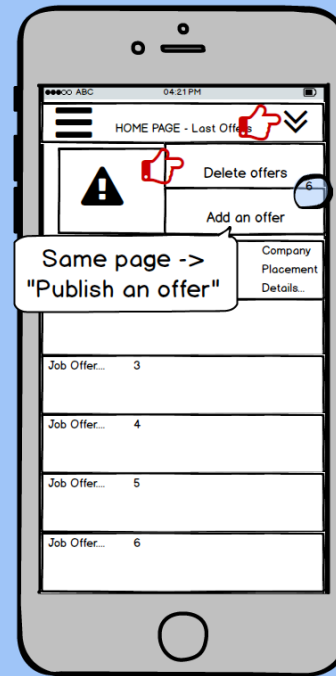 ABC 04:21 PM
HOME PAGE - Last Offers
Delete offers
6
Add an offer
Same page ->
"Publish an offer"
Company
Placement
Details...
Job Offer.... 3
Job Offer.... 4
Job Offer.... 5
Job Offer.... 6